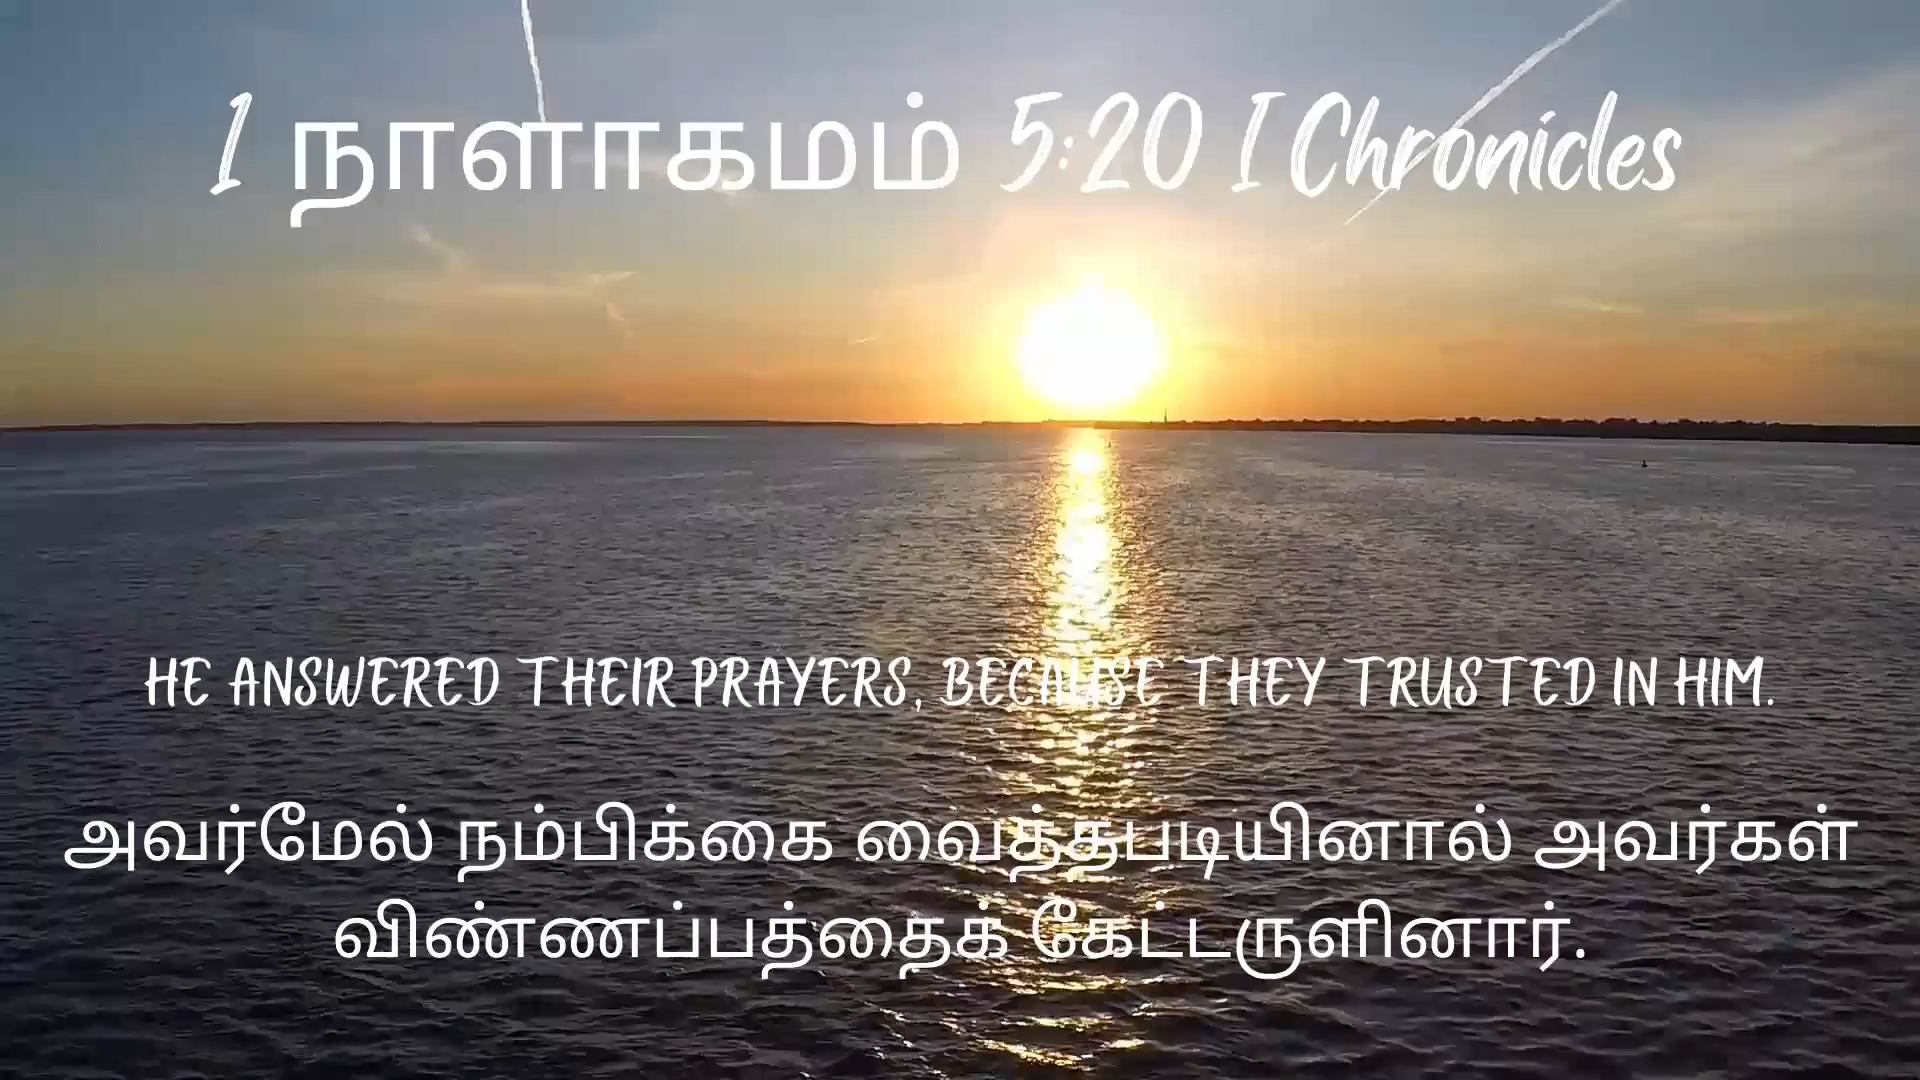 I நாளாகமம் 5:20 I Chronicles
HE ANSWERED THEIR PRAYERS, BECAUSE THEY TRUSTED IN HIM.
அவர்மேல் நம்பிக்கை வைத்தபடியினால் அவர்கள்
விண்ணப்பத்தைக் கேட்டருளினார்.